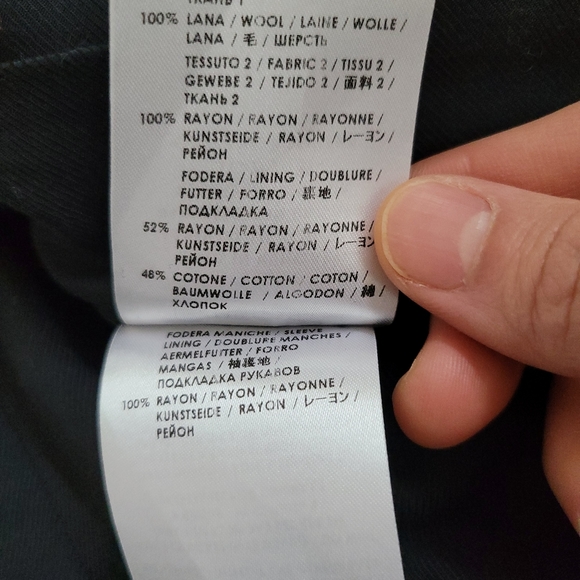 ТКАНЬ 1
100% LANA / WOOL / LAINE / WOLLE /
LANA / 毛 / ШЕРСТЬ
TESSUTO 2 / FABRIC 2 / TISSU 2 /
GEWEBE 2 / TEJIDO 2 / 面料 2 /
ТКАНЬ 2
100% RAYON / RAYON / RAYONNE /
KUNSTSEIDE / RAYON / レーヨン /
РЕЙОН
FODERA / LINING / DOUBLURE /
FUTTER / FORRO / 裏地 /
ПОДКЛАДКА
52% RAYON / RAYON / RAYONNE /
KUNSTSEIDE / RAYON / レーヨン
РЕЙОН
48% COTONE / COTTON / COTON /
BAUMWOLLE / ALGODON / 綿 /
ХЛОПОК
FODERA MANICHE / SLEEVE
LINING / DOUBLURE MANCHES /
AERMELFUTTER / FORRO
MANGAS / 袖裏地 /
ПОДКЛАДКА РУКАВОВ
100% RAYON / RAYON / RAYONNE /
KUNSTSEIDE / RAYON / レーヨン /
РЕЙОН